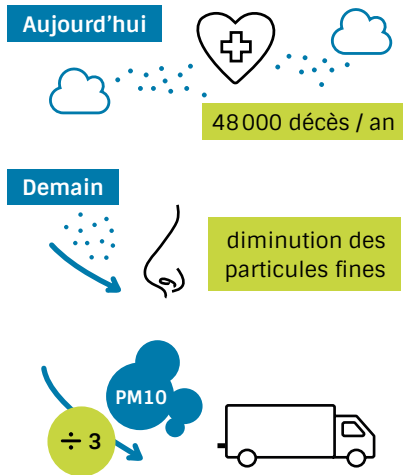 Aujourd'hui
48 000 décès / an
Demain
diminution des
particules fines
PM10
÷ 3